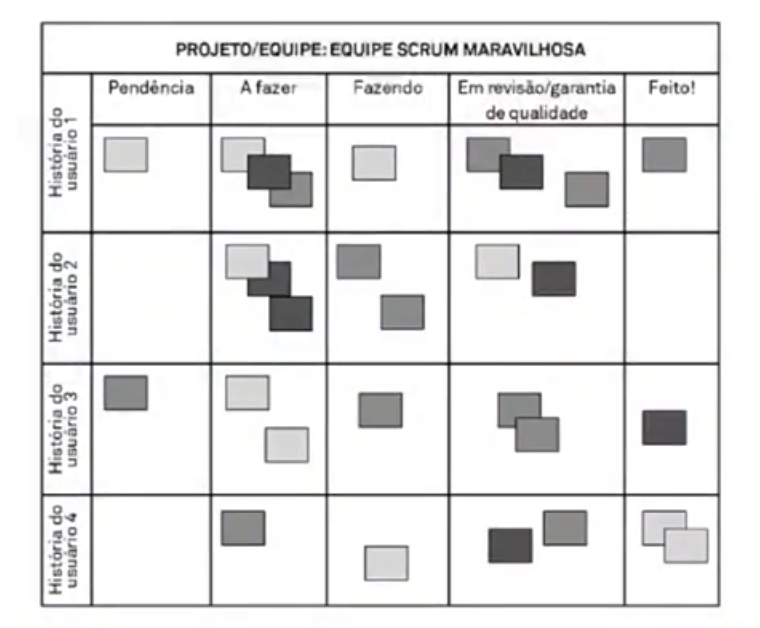 PROJETO/EQUIPE: EQUIPE SCRUM MARAVILHOSA
Pendência
A fazer
Fazendo
Em revisão/garantia
de qualidade
Feito!
História do
usuário 1
História do
usuário 2
História do
usuário 3
História do
usuário 4